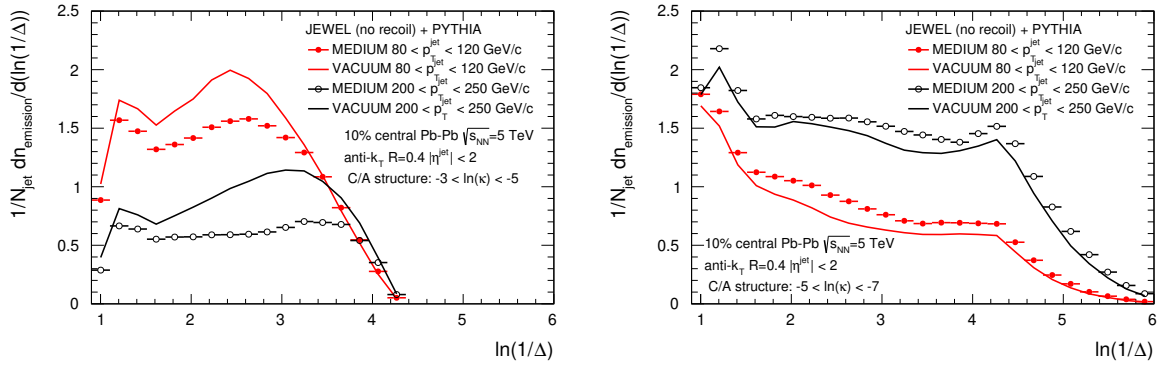 1/N_jet dn_emission/d(ln(1/Δ))
2.5
2
1.5
1
0.5
0
JEWEL (no recoil) + PYTHIA
MEDIUM 80 < p_T^jet < 120 GeV/c
VACUUM 80 < p_T^jet < 120 GeV/c
MEDIUM 200 < p_T^jet < 250 GeV/c
VACUUM 200 < p_T^jet < 250 GeV/c
10% central Pb-Pb √s_NN=5 TeV
anti-k_T R=0.4 |η^jet| < 2
C/A structure: -3 < ln(κ) < -5
1 2 3 4 5 6
ln(1/Δ)
1/N_jet dn_emission/d(ln(1/Δ))
2.5
2
1.5
1
0.5
0
JEWEL (no recoil) + PYTHIA
MEDIUM 80 < p_T^jet < 120 GeV/c
VACUUM 80 < p_T^jet < 120 GeV/c
MEDIUM 200 < p_T^jet < 250 GeV/c
VACUUM 200 < p_T^jet < 250 GeV/c
10% central Pb-Pb √s_NN=5 TeV
anti-k_T R=0.4 |η^jet| < 2
C/A structure: -5 < ln(κ) < -7
1 2 3 4 5 6
ln(1/Δ)